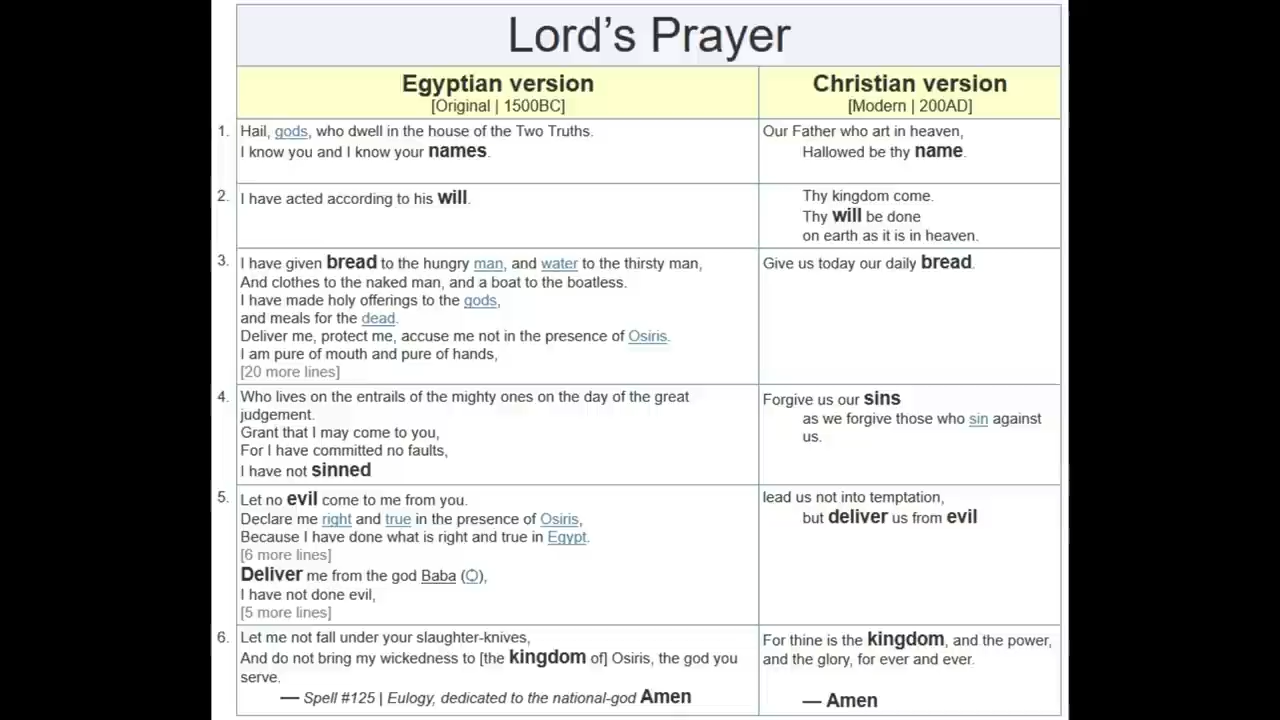 Lord's Prayer
Egyptian version
[Original | 1500BC]
Christian version
[Modern | 200AD]
1.
Hail, gods, who dwell in the house of the Two Truths.
I know you and I know your names.
Our Father who art in heaven,
Hallowed be thy name.
2.
I have acted according to his will.
Thy kingdom come.
Thy will be done
on earth as it is in heaven.
3.
I have given bread to the hungry man, and water to the thirsty man,
And clothes to the naked man, and a boat to the boatless.
I have made holy offerings to the gods,
and meals for the dead.
Deliver me, protect me, accuse me not in the presence of Osiris.
I am pure of mouth and pure of hands,
[20 more lines]
Give us today our daily bread.
4.
Who lives on the entrails of the mighty ones on the day of the great
judgement.
Grant that I may come to you,
For I have committed no faults,
I have not sinned
Forgive us our sins
as we forgive those who sin against
us.
5.
Let no evil come to me from you.
Declare me right and true in the presence of Osiris,
Because I have done what is right and true in Egypt.
[6 more lines]
Deliver me from the god Baba (Ѻ),
I have not done evil,
[5 more lines]
lead us not into temptation,
but deliver us from evil
6.
Let me not fall under your slaughter-knives,
And do not bring my wickedness to [the kingdom of] Osiris, the god you
serve.
— Spell #125 | Eulogy, dedicated to the national-god Amen
For thine is the kingdom, and the power,
and the glory, for ever and ever.
— Amen